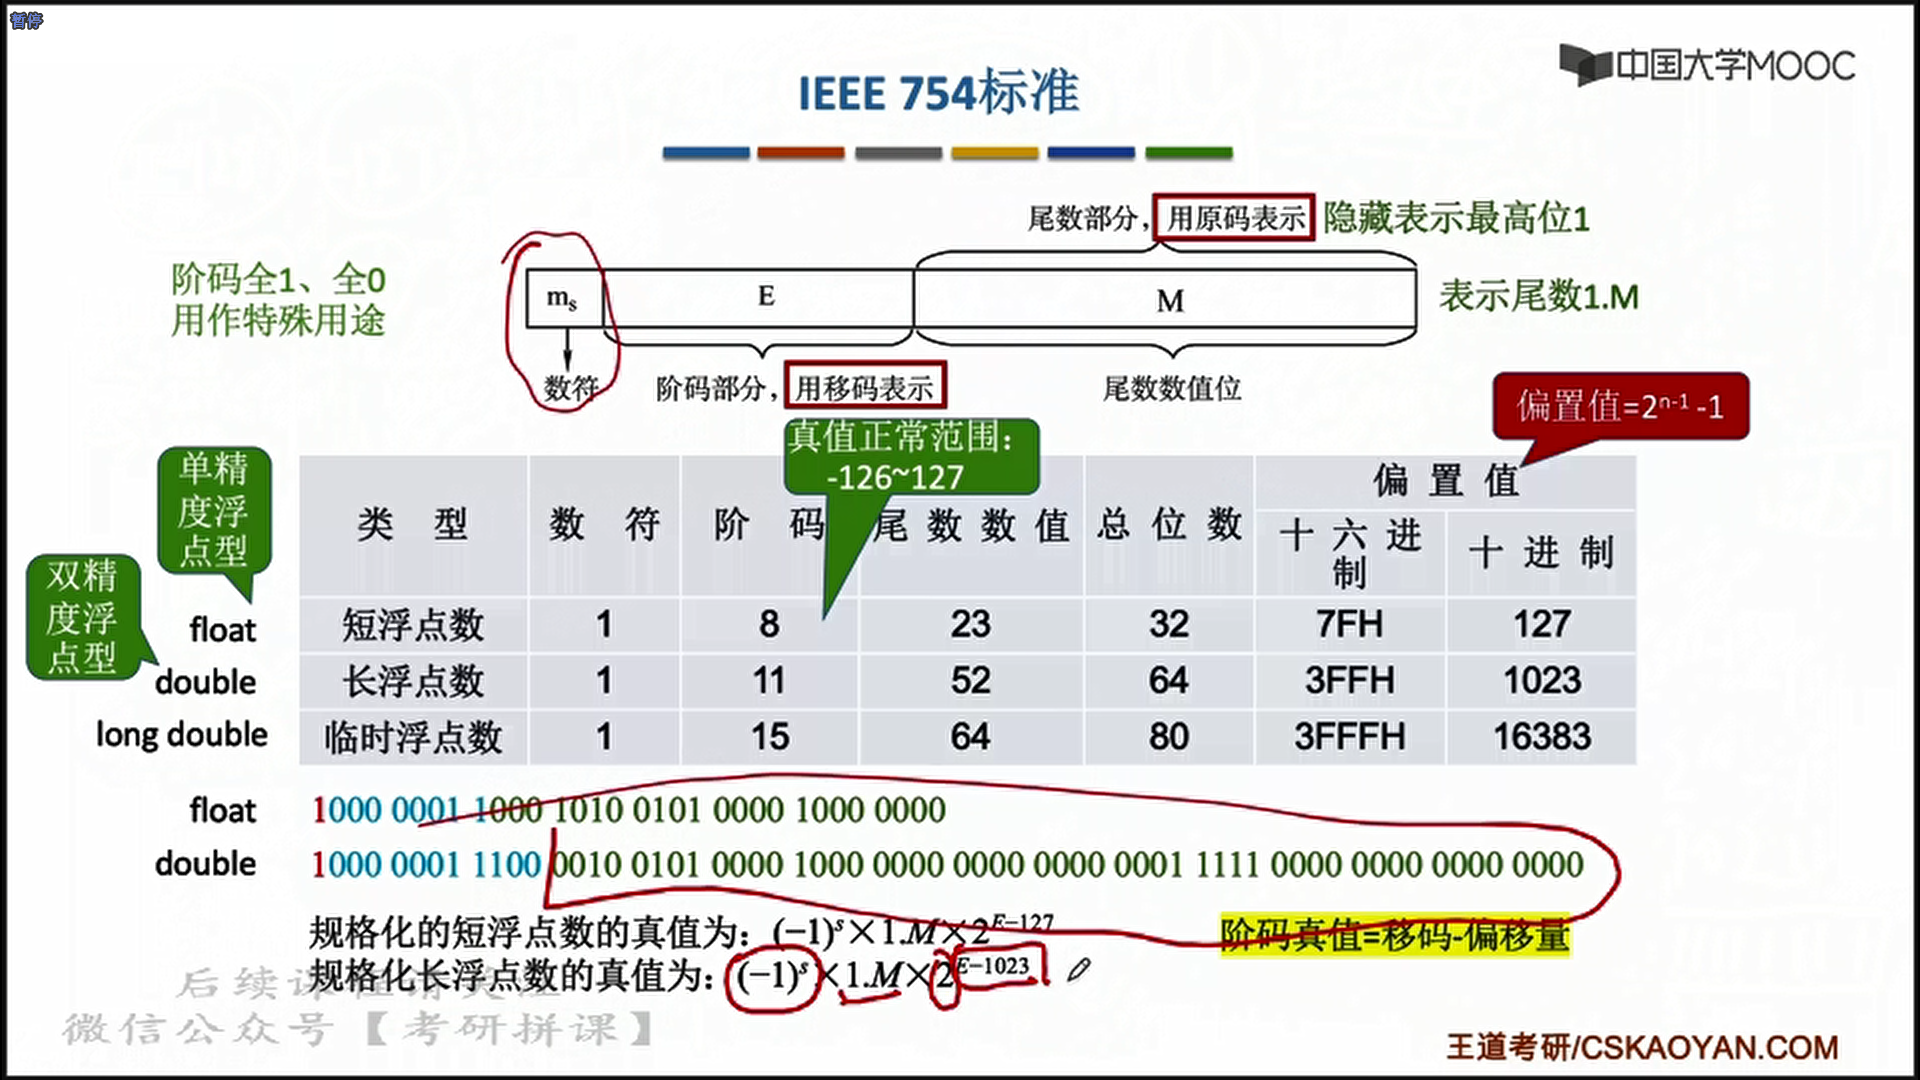 暂停
中国大学MOOC
IEEE 754标准
尾数部分，用原码表示 隐藏表示最高位1
阶码全1、全0
用作特殊用途
mₛ E M
表示尾数1.M
数符 阶码部分，用移码表示 尾数数值位
偏置值=2ⁿ⁻¹ -1
真值正常范围：
-126~127
单精
度浮
点型
双精
度浮
点型
类 型 数 符 阶 码 尾 数 数 值 总 位 数 偏 置 值
十 六 进 制 十 进 制
float 短浮点数 1 8 23 32 7FH 127
double 长浮点数 1 11 52 64 3FFH 1023
long double 临时浮点数 1 15 64 80 3FFFH 16383
float 1000 0001 1000 1010 0101 0000 1000 0000
double 1000 0001 1100 0010 0101 0000 1000 0000 0000 0000 0001 1111 0000 0000 0000 0000
规格化的短浮点数的真值为：(−1)ˢ×1.M×2ᴱ⁻¹²⁷
阶码真值=移码-偏移量
规格化长浮点数的真值为：(−1)ˢ×1.M×2ᴱ⁻¹⁰²³
后续课程请关注
微信公众号【考研拼课】
王道考研/CSKAOYAN.COM